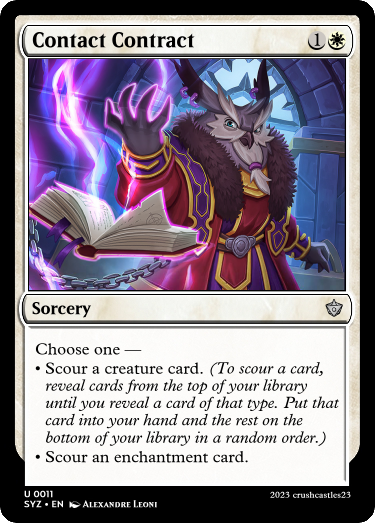 Contact Contract 1
Sorcery
Choose one —
• Scour a creature card. (To scour a card,
reveal cards from the top of your library
until you reveal a card of that type. Put that
card into your hand and the rest on the
bottom of your library in a random order.)
• Scour an enchantment card.
U 0011
SYZ • EN Alexandre Leoni
2023 crushcastles23